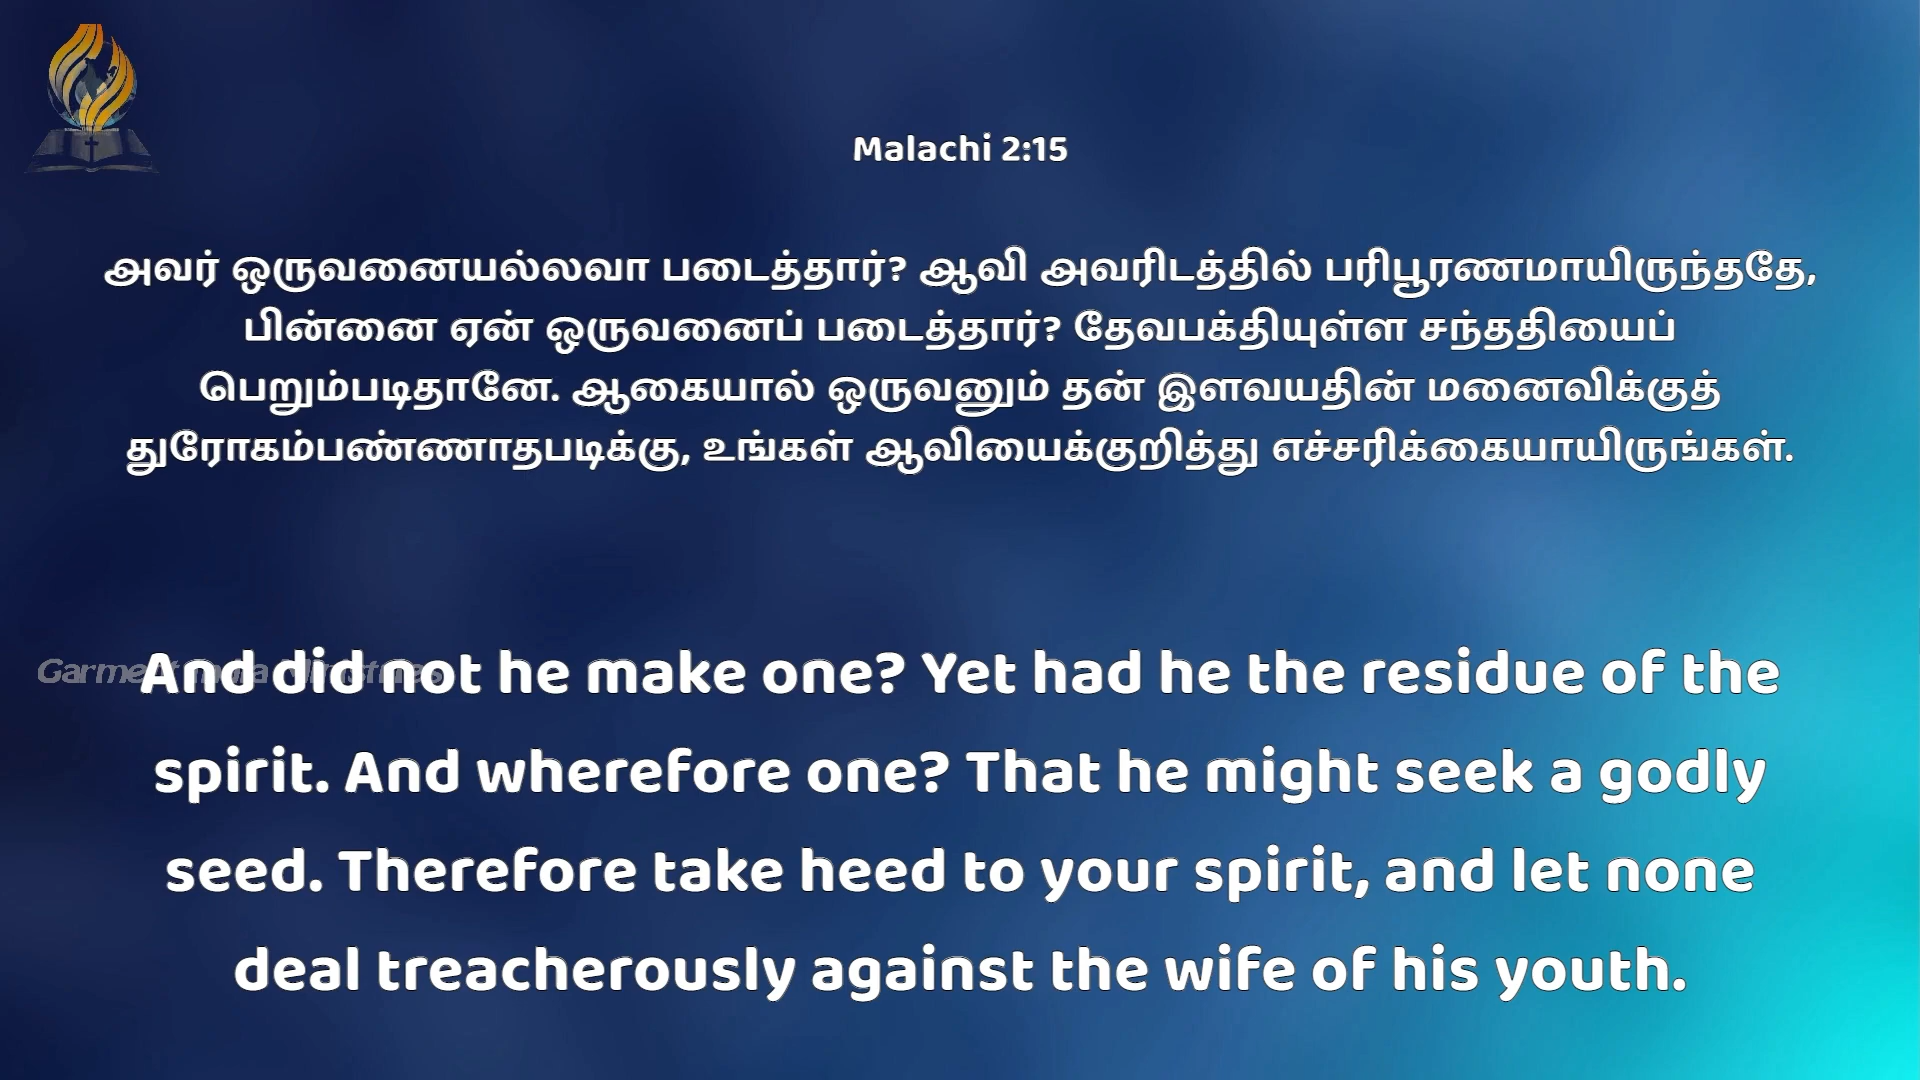 Malachi 2:15
அவர் ஒருவனையல்லவா படைத்தார்? ஆவி அவரிடத்தில் பரிபூரணமாயிருந்ததே,
பின்னை ஏன் ஒருவனைப் படைத்தார்? தேவபக்தியுள்ள சந்ததியைப்
பெறும்படிதானே. ஆகையால் ஒருவனும் தன் இளவயதின் மனைவிக்குத்
துரோகம்பண்ணாதபடிக்கு, உங்கள் ஆவியைக்குறித்து எச்சரிக்கையாயிருங்கள்.
And did not he make one? Yet had he the residue of the
spirit. And wherefore one? That he might seek a godly
seed. Therefore take heed to your spirit, and let none
deal treacherously against the wife of his youth.